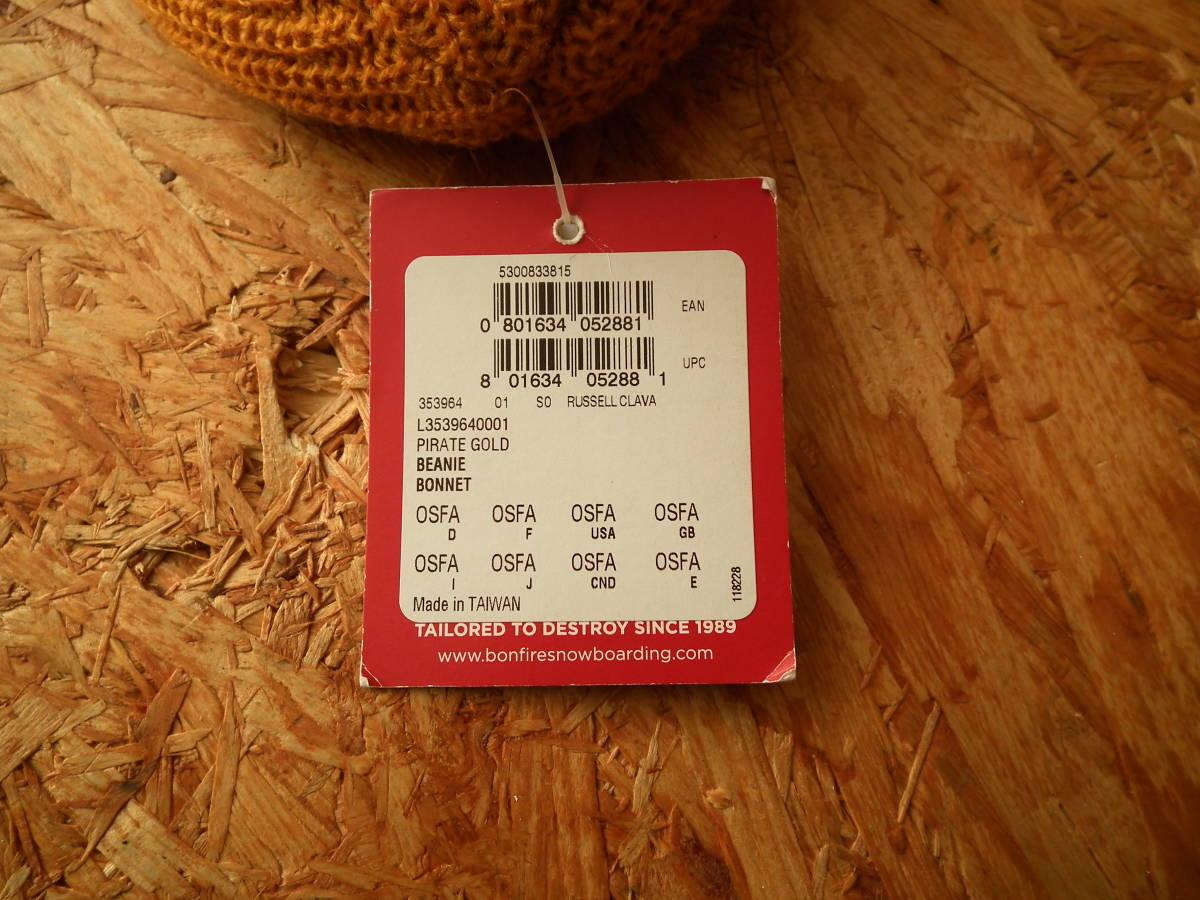 5300833815
EAN
0 801634 052881
UPC
8 01634 05288 1
353964 01 S0 RUSSELL CLAVA
L3539640001
PIRATE GOLD
BEANIE
BONNET
OSFA OSFA OSFA OSFA
D F USA GB
OSFA OSFA OSFA OSFA
I J CND E
Made in TAIWAN
118228
TAILORED TO DESTROY SINCE 1989
www.bonfiresnowboarding.com